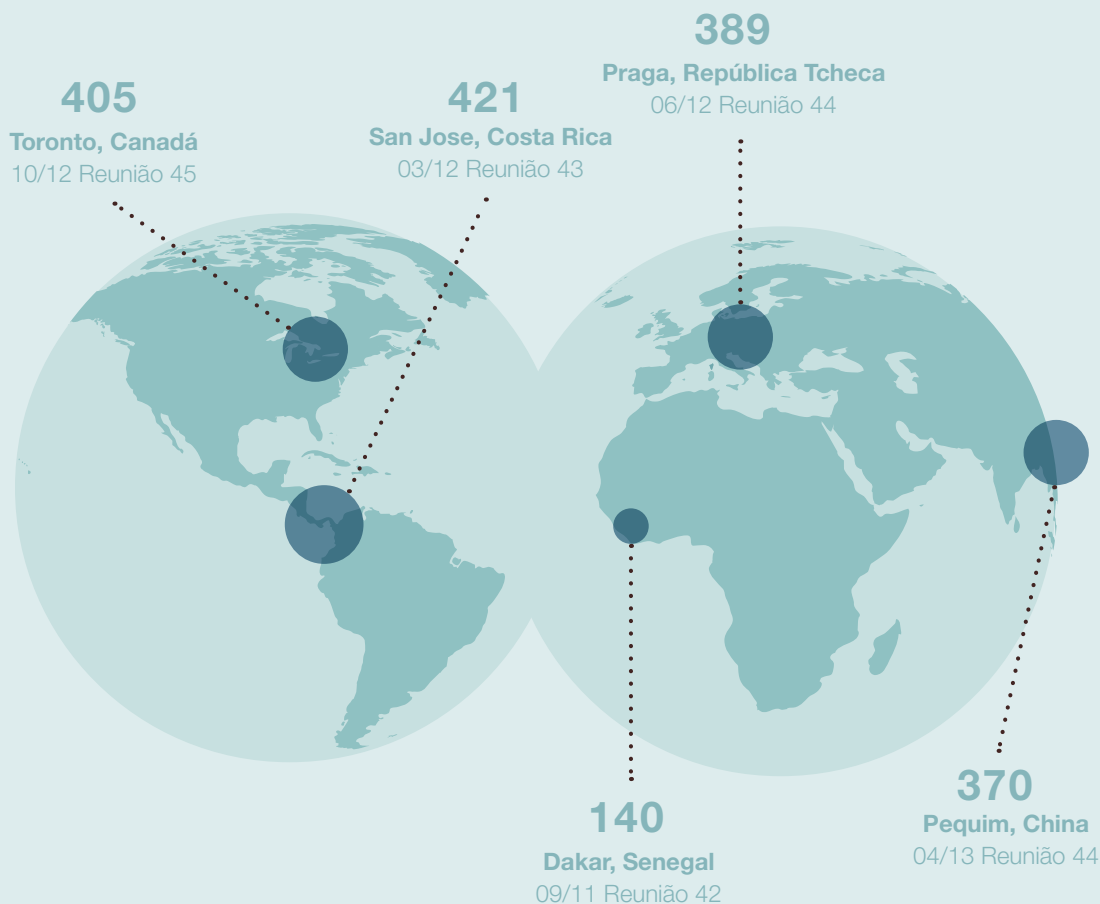 389
Praga, República Tcheca
06/12 Reunião 44
405
Toronto, Canadá
10/12 Reunião 45
421
San Jose, Costa Rica
03/12 Reunião 43
140
Dakar, Senegal
09/11 Reunião 42
370
Pequim, China
04/13 Reunião 44